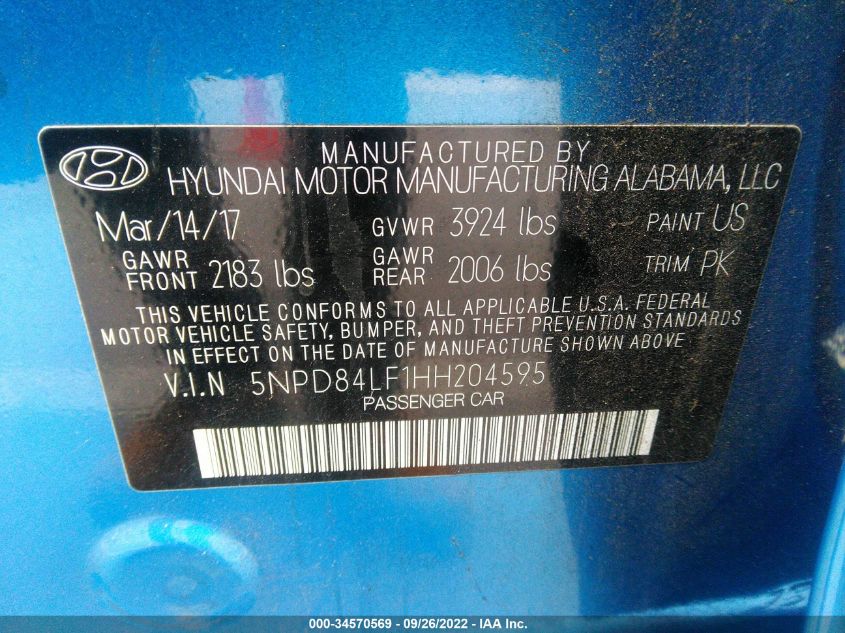 MANUFACTURED BY
HYUNDAI MOTOR MANUFACTURING ALABAMA, LLC
Mar/14/17 GVWR 3924 lbs PAINT US
GAWR FRONT 2183 lbs GAWR REAR 2006 lbs TRIM PK
THIS VEHICLE CONFORMS TO ALL APPLICABLE U.S.A. FEDERAL
MOTOR VEHICLE SAFETY, BUMPER, AND THEFT PREVENTION STANDARDS
IN EFFECT ON THE DATE OF MANUFACTURE SHOWN ABOVE
V.I.N 5NPD84LF1HH204595
PASSENGER CAR
000-34570569 - 09/26/2022 - IAA Inc.